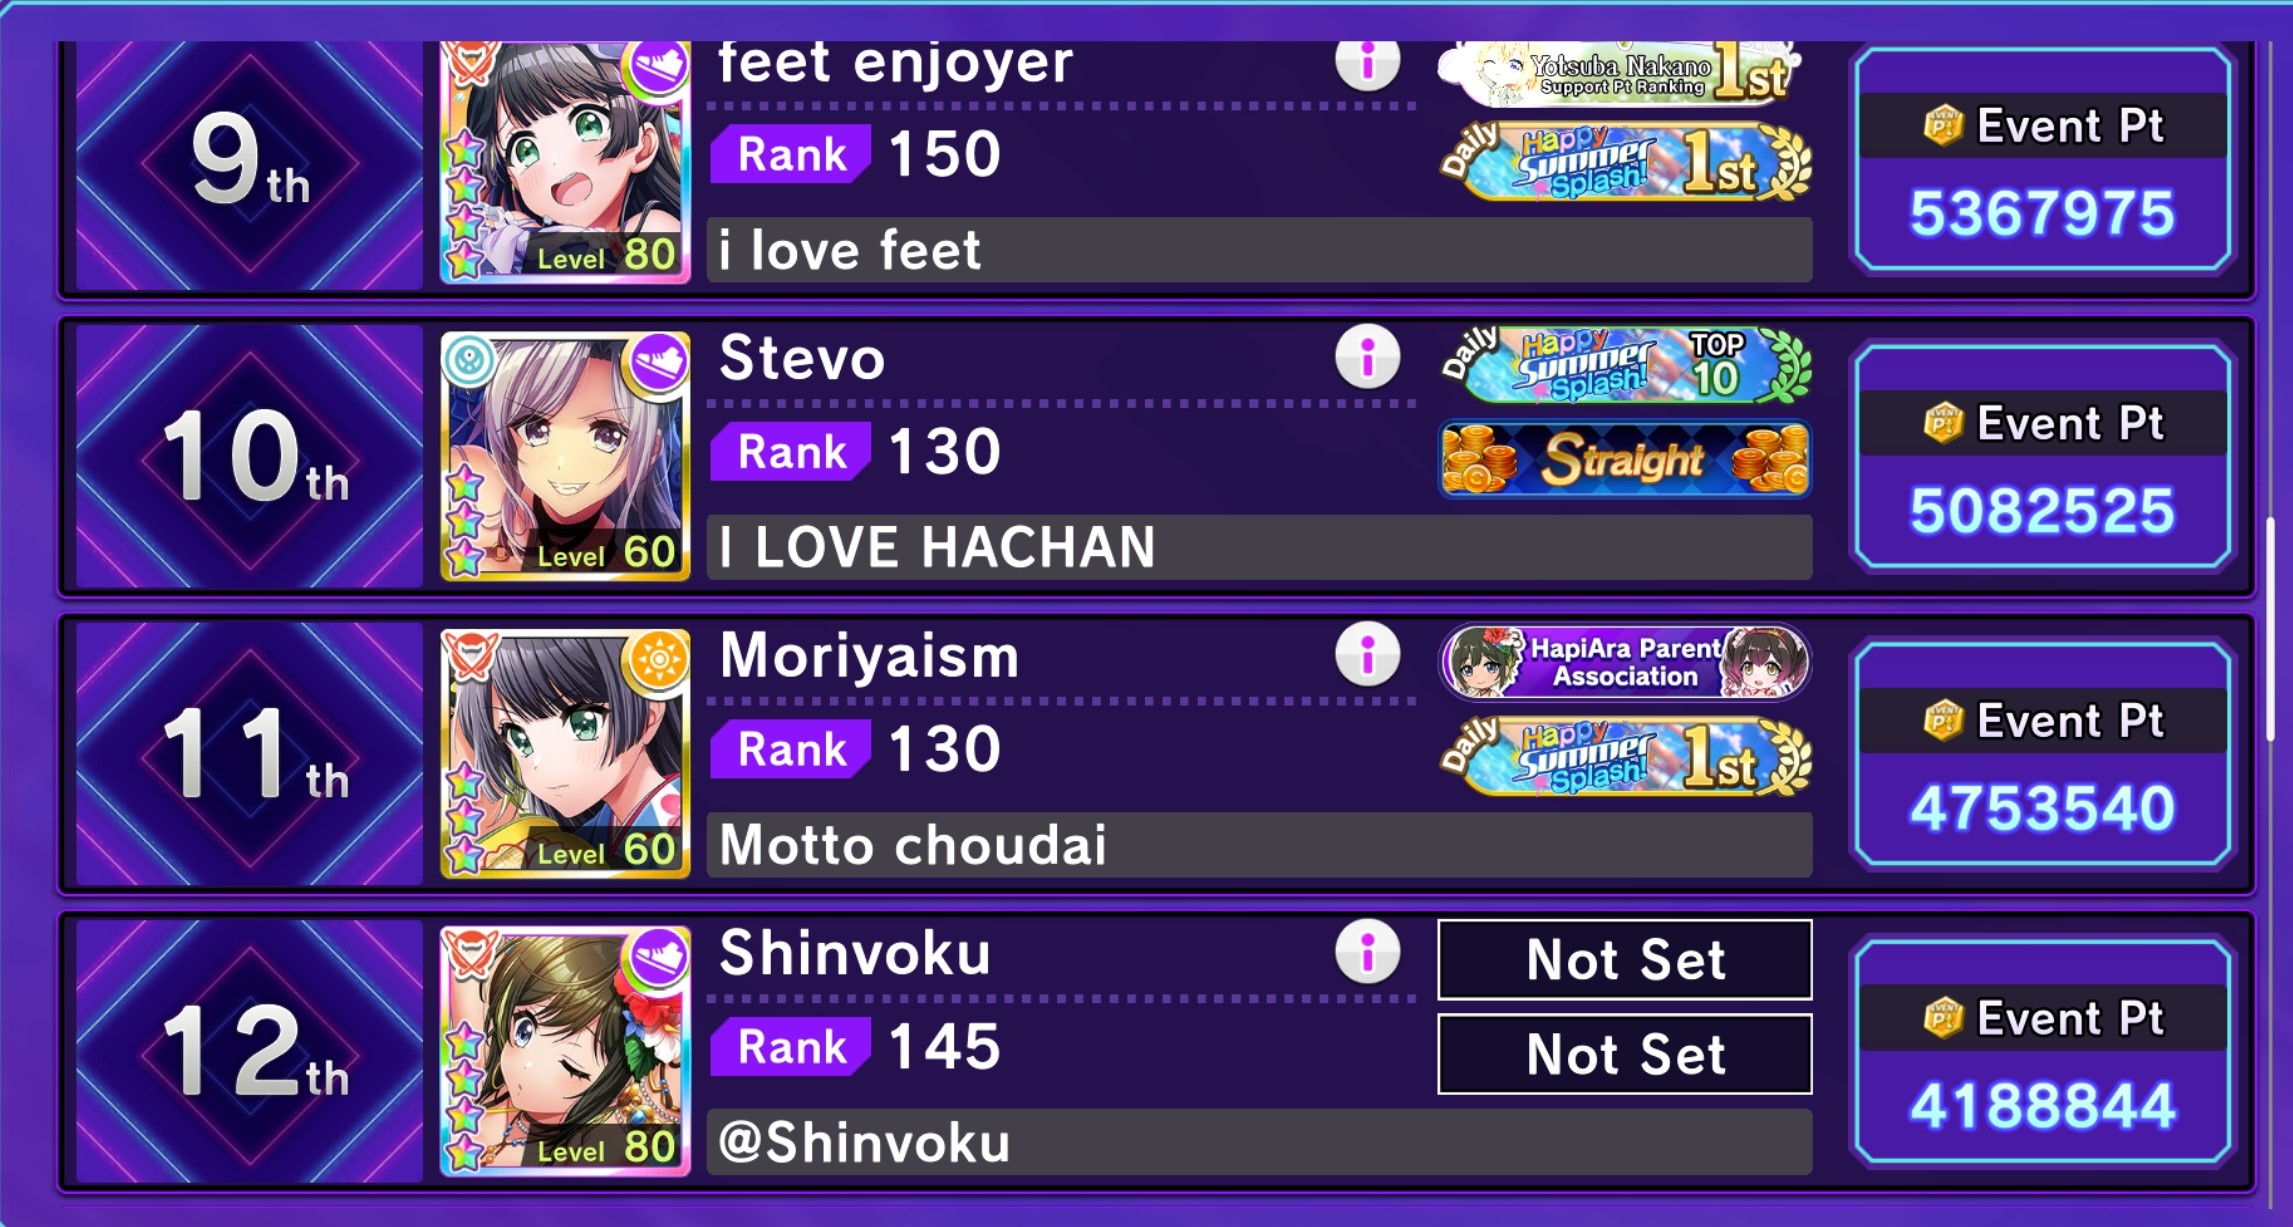 9th
feet enjoyer
Yotsuba Nakano
Support Pt Ranking
1st
Rank 150
Daily Happy Summer Splash! 1st
Level 80
i love feet
Event Pt
5367975
10th
Stevo
Daily Happy Summer Splash! TOP 10
Rank 130
Straight
Level 60
I LOVE HACHAN
Event Pt
5082525
11th
Moriyaism
HapiAra Parent
Association
Rank 130
Daily Happy Summer Splash! 1st
Level 60
Motto choudai
Event Pt
4753540
12th
Shinvoku
Not Set
Rank 145
Not Set
Level 80
@Shinvoku
Event Pt
4188844